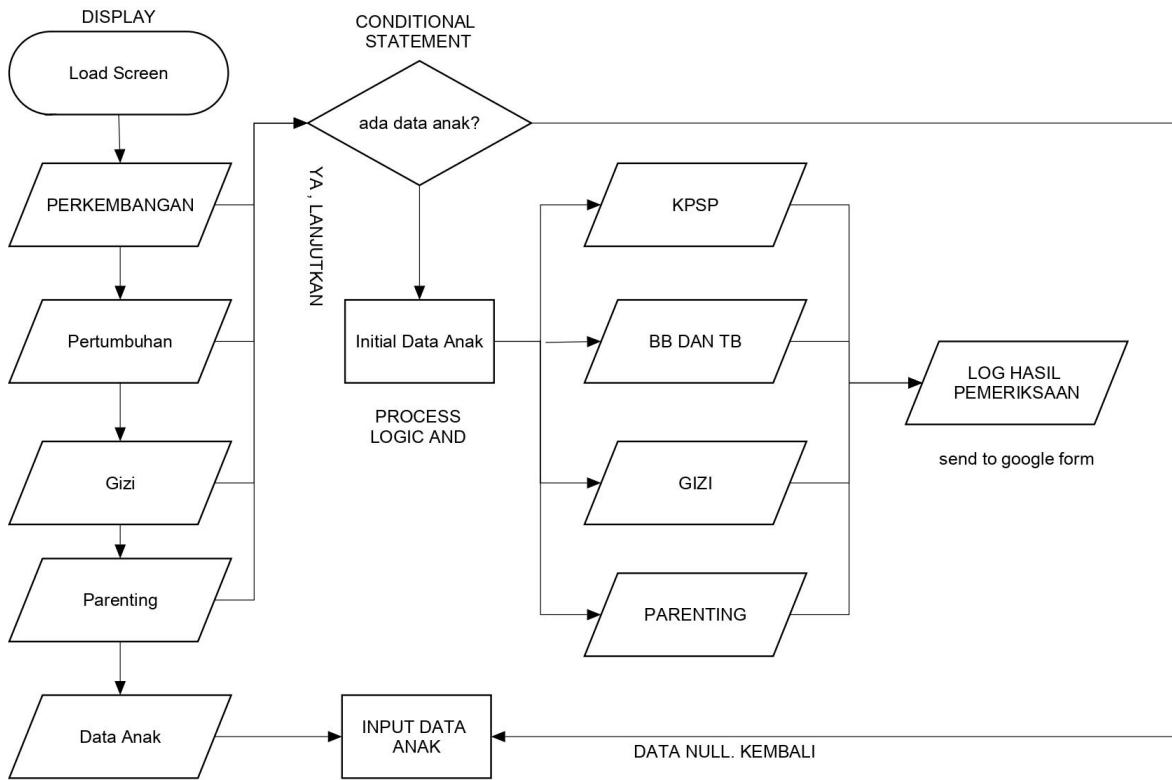 DISPLAY
Load Screen
PERKEMBANGAN
Pertumbuhan
Gizi
Parenting
Data Anak
CONDITIONAL
STATEMENT
ada data anak?
YA , LANJUTKAN
Initial Data Anak
PROCESS
LOGIC AND
INPUT DATA
ANAK
KPSP
BB DAN TB
GIZI
PARENTING
DATA NULL. KEMBALI
LOG HASIL
PEMERIKSAAN
send to google form